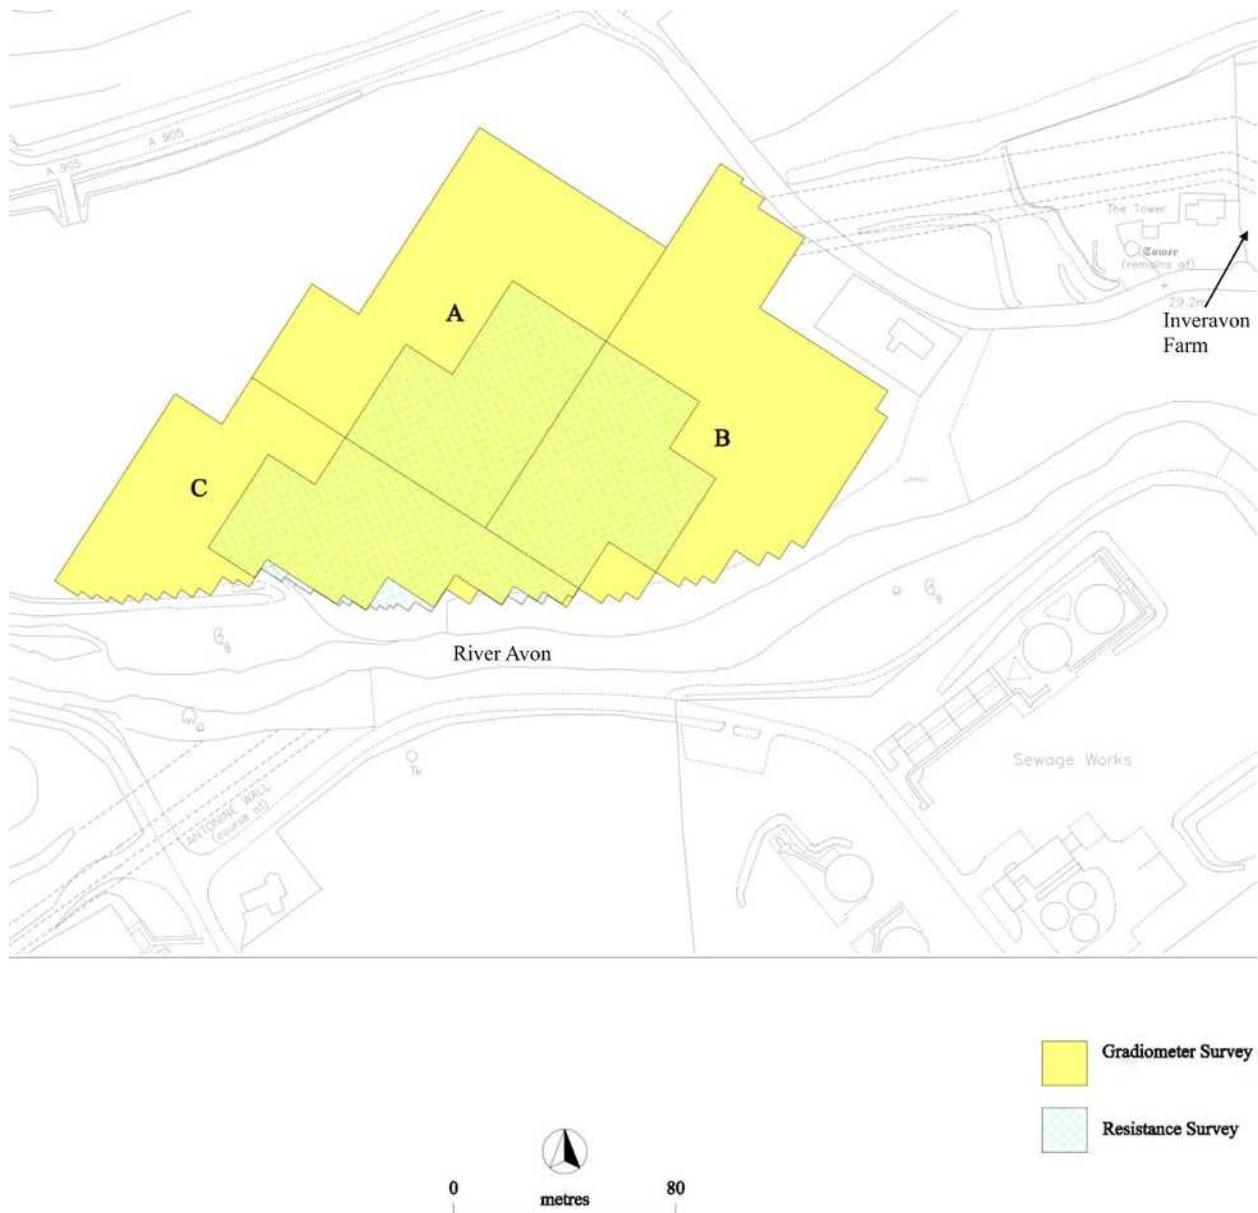 A 905
A 905
The Tower
Tower
(remains of)
29.2m
Inveravon
Farm
A
B
C
River Avon
Tk
ANTONINE WALL
(course of)
Sewage Works
Gradiometer Survey
Resistance Survey
0
80
metres